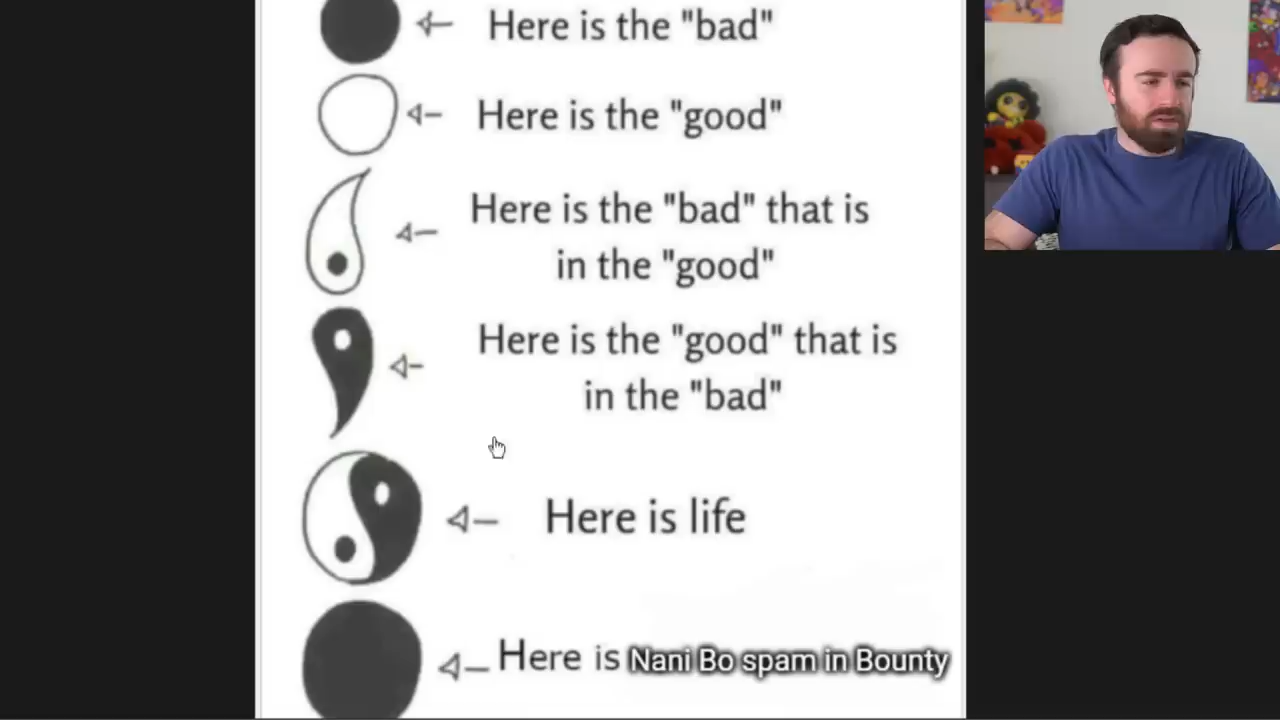 Here is the "bad"
Here is the "good"
Here is the "bad" that is
in the "good"
Here is the "good" that is
in the "bad"
Here is life
Here is Nani Bo spam in Bounty